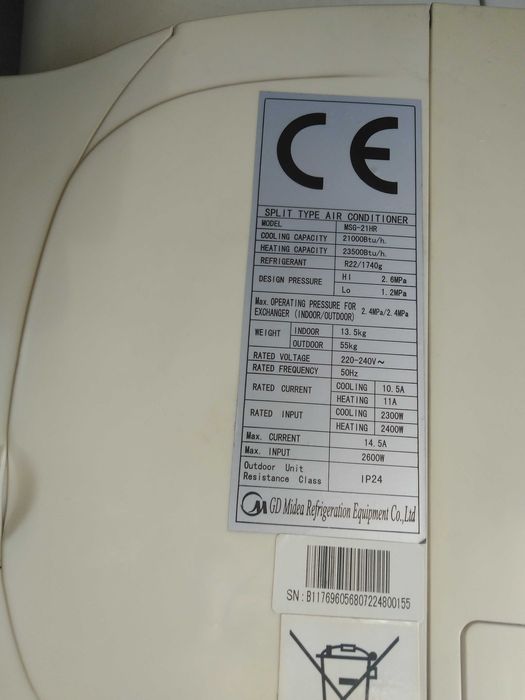 CE
SPLIT TYPE AIR CONDITIONER
MODEL MSG-21HR
COOLING CAPACITY 21000Btu/h.
HEATING CAPACITY 23500Btu/h.
REFRIGERANT R22/1740g
DESIGN PRESSURE Hi 2.6MPa
Lo 1.2MPa
Max. OPERATING PRESSURE FOR
EXCHANGER (INDOOR/OUTDOOR) 2.4MPa/2.4MPa
WEIGHT INDOOR 13.5kg
OUTDOOR 55kg
RATED VOLTAGE 220-240V~
RATED FREQUENCY 50Hz
RATED CURRENT COOLING 10.5A
HEATING 11A
RATED INPUT COOLING 2300W
HEATING 2400W
Max. CURRENT 14.5A
Max. INPUT 2600W
Outdoor Unit
Resistance Class IP24
GD Midea Refrigeration Equipment Co.,Ltd
SN: B117696056807224800155